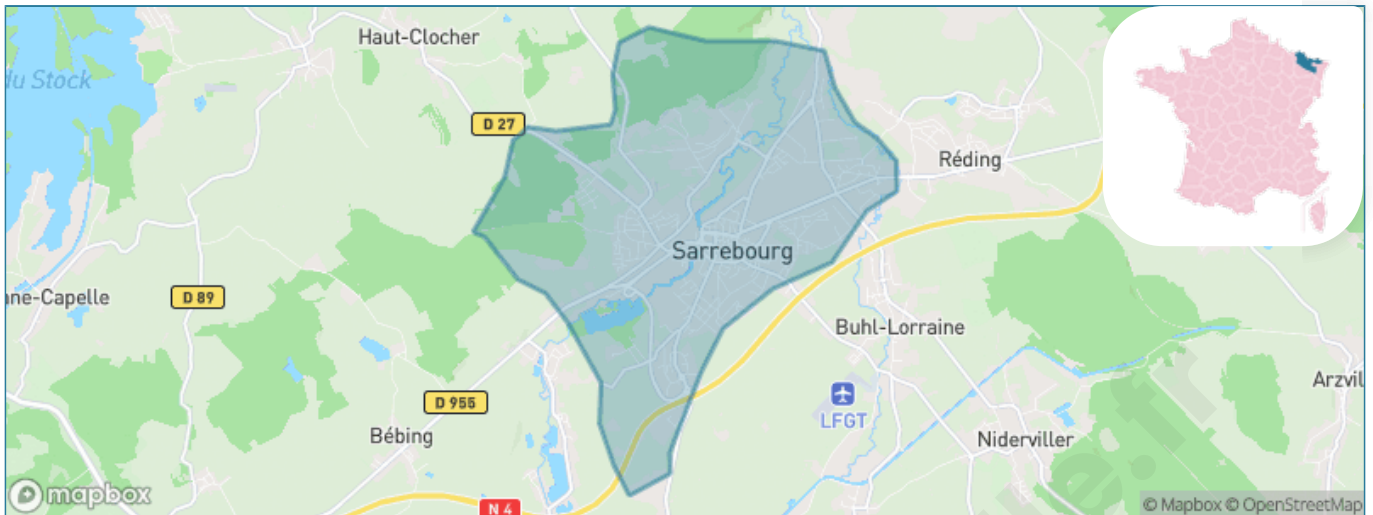 Haut-Clocher
du Stock
D 27
Réding
Sarrebourg
ne-Capelle
D 89
Buhl-Lorraine
Arzvil
D 955
LFGT
Bébing
Niderviller
mapbox
N 4
© Mapbox © OpenStreetMap